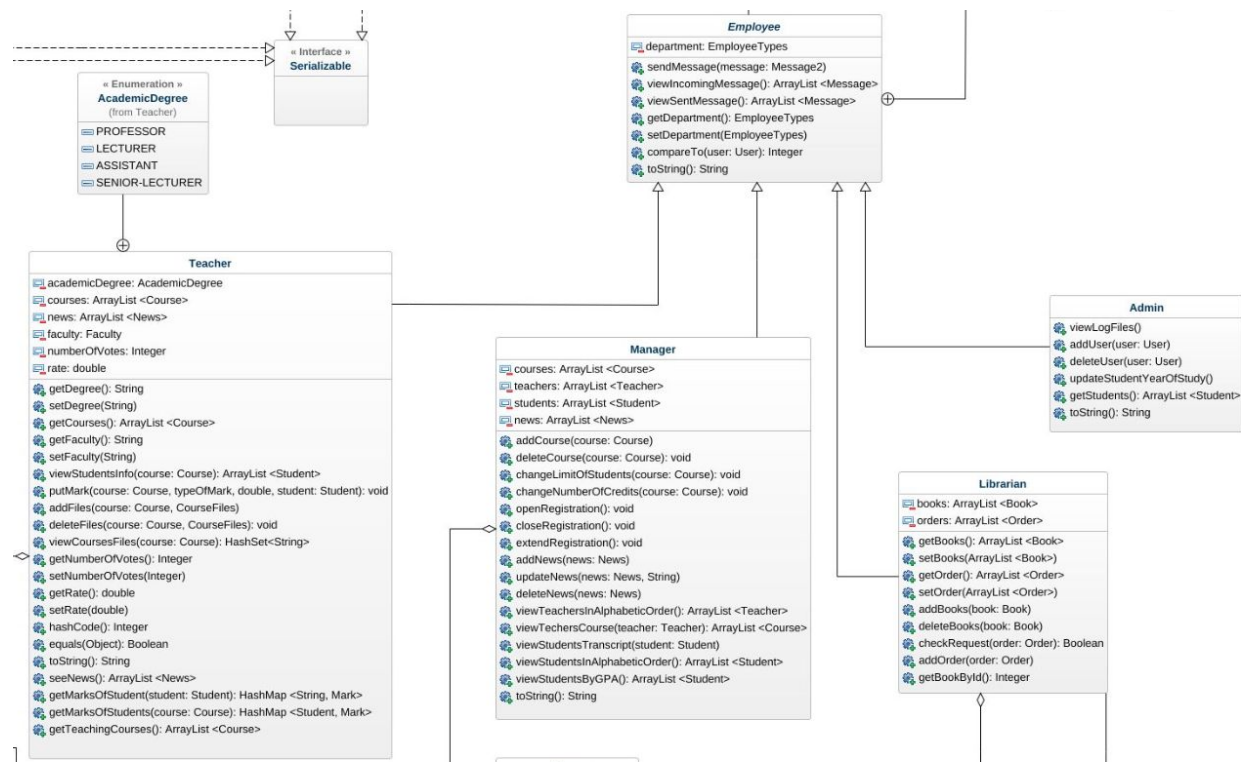 « Interface »
Serializable
« Enumeration »
AcademicDegree
(from Teacher)
PROFESSOR
LECTURER
ASSISTANT
SENIOR-LECTURER
Employee
department: EmployeeTypes
sendMessage(message: Message2)
viewIncomingMessage(): ArrayList <Message>
viewSentMessage(): ArrayList <Message>
getDepartment(): EmployeeTypes
setDepartment(EmployeeTypes)
compareTo(user: User): Integer
toString(): String
Teacher
academicDegree: AcademicDegree
courses: ArrayList <Course>
news: ArrayList <News>
faculty: Faculty
numberOfVotes: Integer
rate: double
getDegree(): String
setDegree(String)
getCourses(): ArrayList <Course>
getFaculty(): String
setFaculty(String)
viewStudentsInfo(course: Course): ArrayList <Student>
putMark(course: Course, typeOfMark, double, student: Student): void
addFiles(course: Course, CourseFiles)
deleteFiles(course: Course, CourseFiles): void
viewCoursesFiles(course: Course): HashSet<String>
getNumberOfVotes(): Integer
setNumberOfVotes(Integer)
getRate(): double
setRate(double)
hashCode(): Integer
equals(Object): Boolean
toString(): String
seeNews(): ArrayList <News>
getMarksOfStudent(student: Student): HashMap <String, Mark>
getMarksOfStudents(course: Course): HashMap <Student, Mark>
getTeachingCourses(): ArrayList <Course>
Manager
courses: ArrayList <Course>
teachers: ArrayList <Teacher>
students: ArrayList <Student>
news: ArrayList <News>
addCourse(course: Course)
deleteCourse(course: Course): void
changeLimitOfStudents(course: Course): void
changeNumberOfCredits(course: Course): void
openRegistration(): void
closeRegistration(): void
extendRegistration(): void
addNews(news: News)
updateNews(news: News, String)
deleteNews(news: News)
viewTeachersInAlphabeticOrder(): ArrayList <Teacher>
viewTechersCourse(teacher: Teacher): ArrayList <Course>
viewStudentsTranscript(student: Student)
viewStudentsInAlphabeticOrder(): ArrayList <Student>
viewStudentsByGPA(): ArrayList <Student>
toString(): String
Admin
viewLogFiles()
addUser(user: User)
deleteUser(user: User)
updateStudentYearOfStudy()
getStudents(): ArrayList <Student>
toString(): String
Librarian
books: ArrayList <Book>
orders: ArrayList <Order>
getBooks(): ArrayList <Book>
setBooks(ArrayList <Book>)
getOrder(): ArrayList <Order>
setOrder(ArrayList <Order>)
addBooks(book: Book)
deleteBooks(book: Book)
checkRequest(order: Order): Boolean
addOrder(order: Order)
getBookById(): Integer